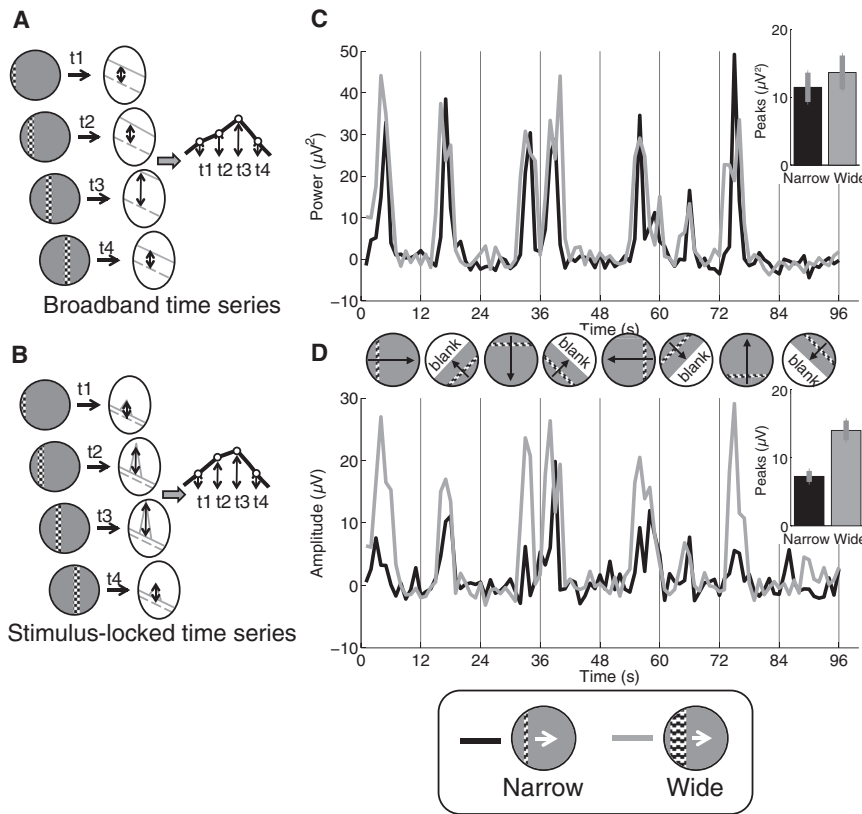 A
t1
t2
t3
t4
t1 t2 t3 t4
Broadband time series
B
t1
t2
t3
t4
t1 t2 t3 t4
Stimulus-locked time series
C
50
40
30
20
10
0
−10
Power (µV²)
0 12 24 36 48 60 72 84 96
Time (s)
20
10
0
Peaks (µV²)
Narrow Wide
D
blank
blank
blank
blank
40
30
20
10
0
−10
Amplitude (µV)
0 12 24 36 48 60 72 84 96
Time (s)
20
10
0
Peaks (µV)
Narrow Wide
Narrow
Wide